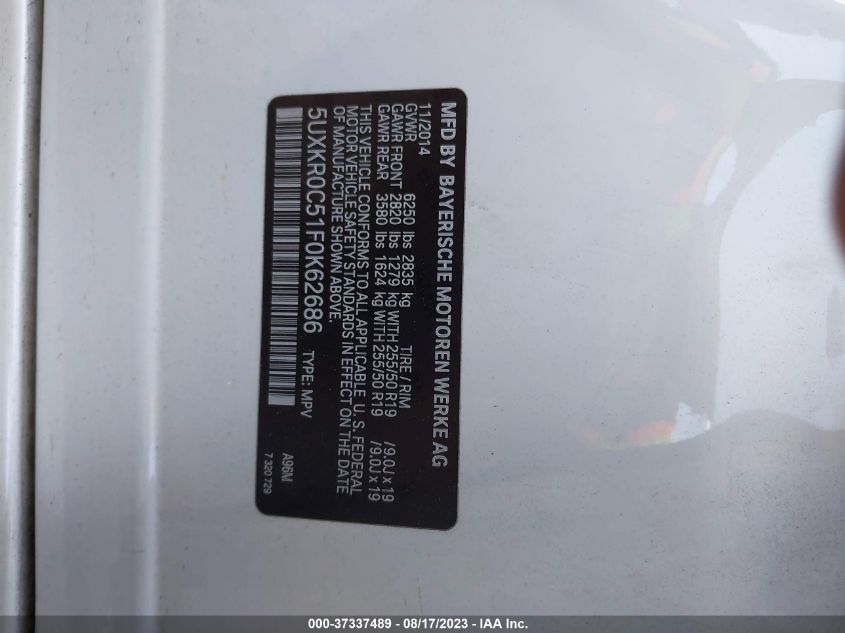 MFD BY BAYERISCHE MOTOREN WERKE AG
11/2014
GVWR 6250 lbs 2835 kg TIRE / RIM
GAWR FRONT 2820 lbs 1279 kg WITH 255/50 R19 /9.0J x 19
GAWR REAR 3580 lbs 1624 kg WITH 255/50 R19 /9.0J x 19
THIS VEHICLE CONFORMS TO ALL APPLICABLE U. S. FEDERAL
MOTOR VEHICLE SAFETY STANDARDS IN EFFECT ON THE DATE
OF MANUFACTURE SHOWN ABOVE.
5UXKR0C51F0K62686 TYPE: MPV A96M
7 320 729
000-37337489 - 08/17/2023 - IAA Inc.